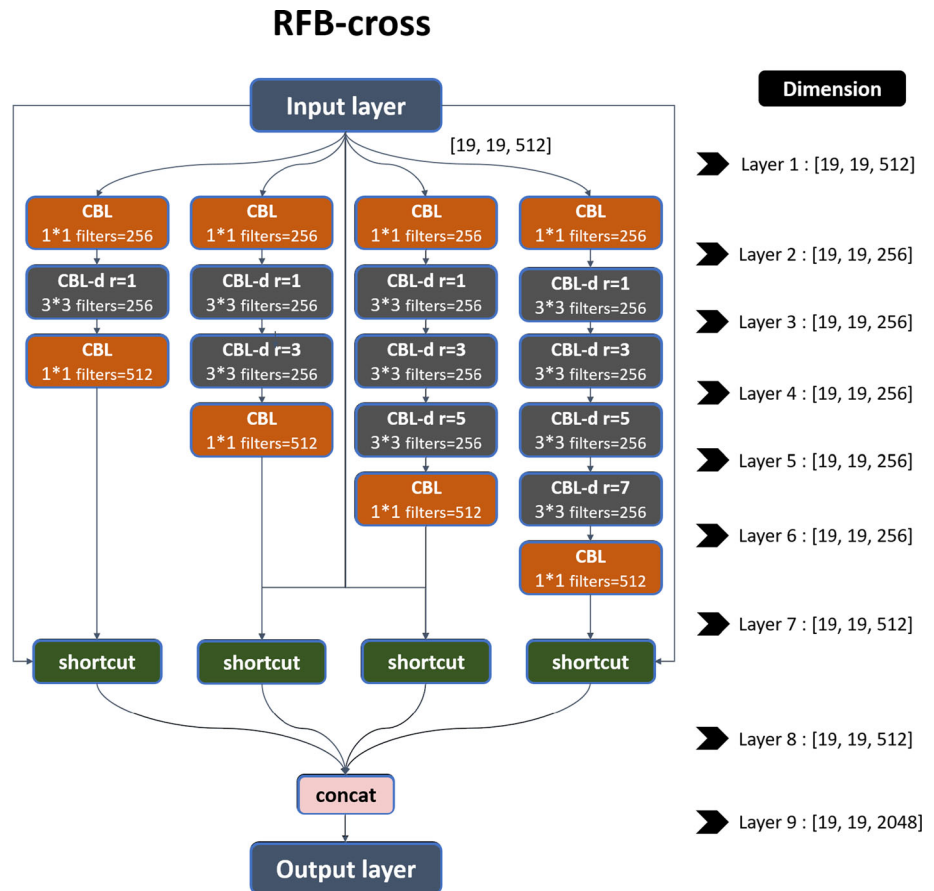 RFB-cross
Input layer
[19, 19, 512]
CBL
1*1 filters=256
CBL-d r=1
3*3 filters=256
CBL
1*1 filters=512
shortcut
CBL
1*1 filters=256
CBL-d r=1
3*3 filters=256
CBL-d r=3
3*3 filters=256
CBL
1*1 filters=512
shortcut
CBL
1*1 filters=256
CBL-d r=1
3*3 filters=256
CBL-d r=3
3*3 filters=256
CBL-d r=5
3*3 filters=256
CBL
1*1 filters=512
shortcut
CBL
1*1 filters=256
CBL-d r=1
3*3 filters=256
CBL-d r=3
3*3 filters=256
CBL-d r=5
3*3 filters=256
CBL-d r=7
3*3 filters=256
CBL
1*1 filters=512
shortcut
concat
Output layer
Dimension
Layer 1 : [19, 19, 512]
Layer 2 : [19, 19, 256]
Layer 3 : [19, 19, 256]
Layer 4 : [19, 19, 256]
Layer 5 : [19, 19, 256]
Layer 6 : [19, 19, 256]
Layer 7 : [19, 19, 512]
Layer 8 : [19, 19, 512]
Layer 9 : [19, 19, 2048]